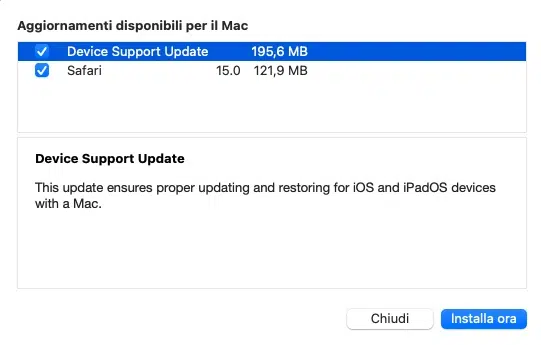 Aggiornamenti disponibili per il Mac
Device Support Update 195,6 MB
Safari 15.0 121,9 MB
Device Support Update
This update ensures proper updating and restoring for iOS and iPadOS devices
with a Mac.
Chiudi Installa ora